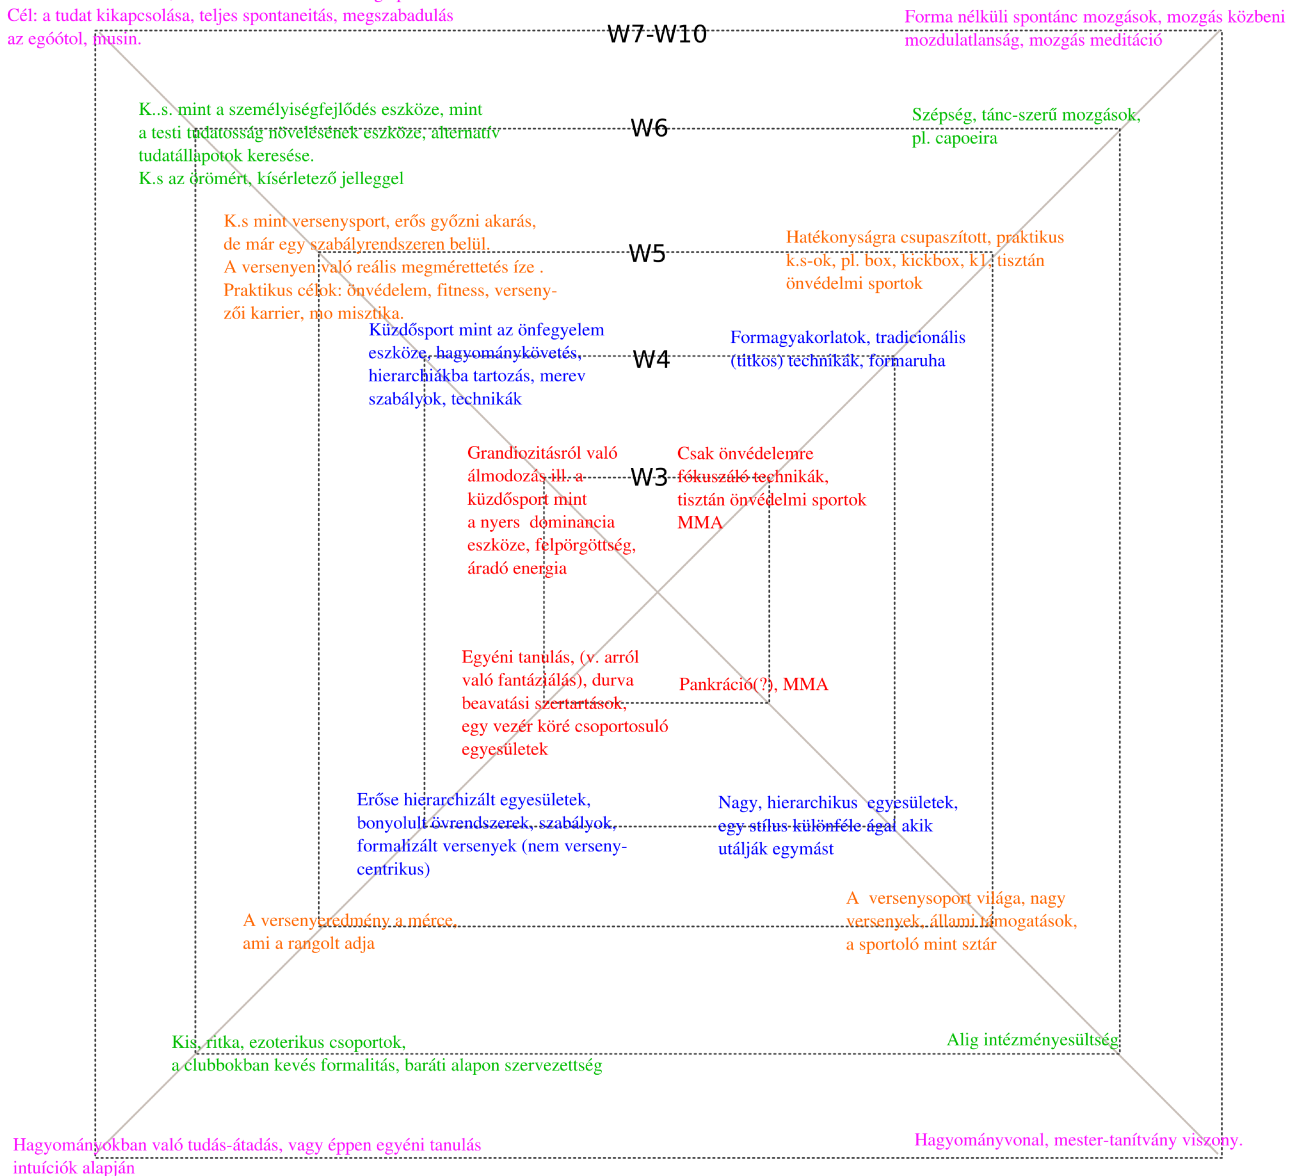 Cél: a tudat kikapcsolása, teljes spontaneitás, megszabadulás
az egóótol, musin.
Forma nélküli spontánc mozgások, mozgás közbeni
mozdulatlanság, mozgás meditáció
W7-W10
K..s. mint a személyiségfejlődés eszköze, mint
a testi tudatosság növelésének eszköze, alternatív
tudatállapotok keresése.
K.s az örömért, kísérletező jelleggel
W6
Szépség, tánc-szerű mozgások,
pl. capoeira
K.s mint versenysport, erős győzni akarás,
de már egy szabályrendszeren belül.
A versenyen való reális megmérettetés íze .
Praktikus célok: önvédelem, fitness, verseny-
zői karrier, mo misztika.
W5
Hatékonyságra csupaszított, praktikus
k.s-ok, pl. box, kickbox, k1, tisztán
önvédelmi sportok
Küzdősport mint az önfegyelem
eszköze, hagyománykövetés,
hierarchiákba tartozás, merev
szabályok, technikák
W4
Formagyakorlatok, tradicionális
(titkos) technikák, formaruha
Grandiozitásról való
álmodozás ill. a
küzdősport mint
a nyers dominancia
eszköze, felpörgöttség,
áradó energia
W3
Csak önvédelemre
fókuszáló technikák,
tisztán önvédelmi sportok
MMA
Egyéni tanulás, (v. arról
való fantáziálás), durva
beavatási szertartások,
egy vezér köré csoportosuló
egyesületek
Pankráció(?), MMA
Erőse hierarchizált egyesületek,
bonyolult övrendszerek, szabályok,
formalizált versenyek (nem verseny-
centrikus)
Nagy, hierarchikus egyesületek,
egy stílus különféle ágai akik
utálják egymást
A versenyeredmény a mérce,
ami a rangolt adja
A versenysoport világa, nagy
versenyek, állami támogatások,
a sportoló mint sztár
Kis, ritka, ezoterikus csoportok,
a clubbokban kevés formalitás, baráti alapon szervezettség
Alig intézményesültség
Hagyományokban való tudás-átadás, vagy éppen egyéni tanulás
intuíciók alapján
Hagyományvonal, mester-tanítvány viszony.